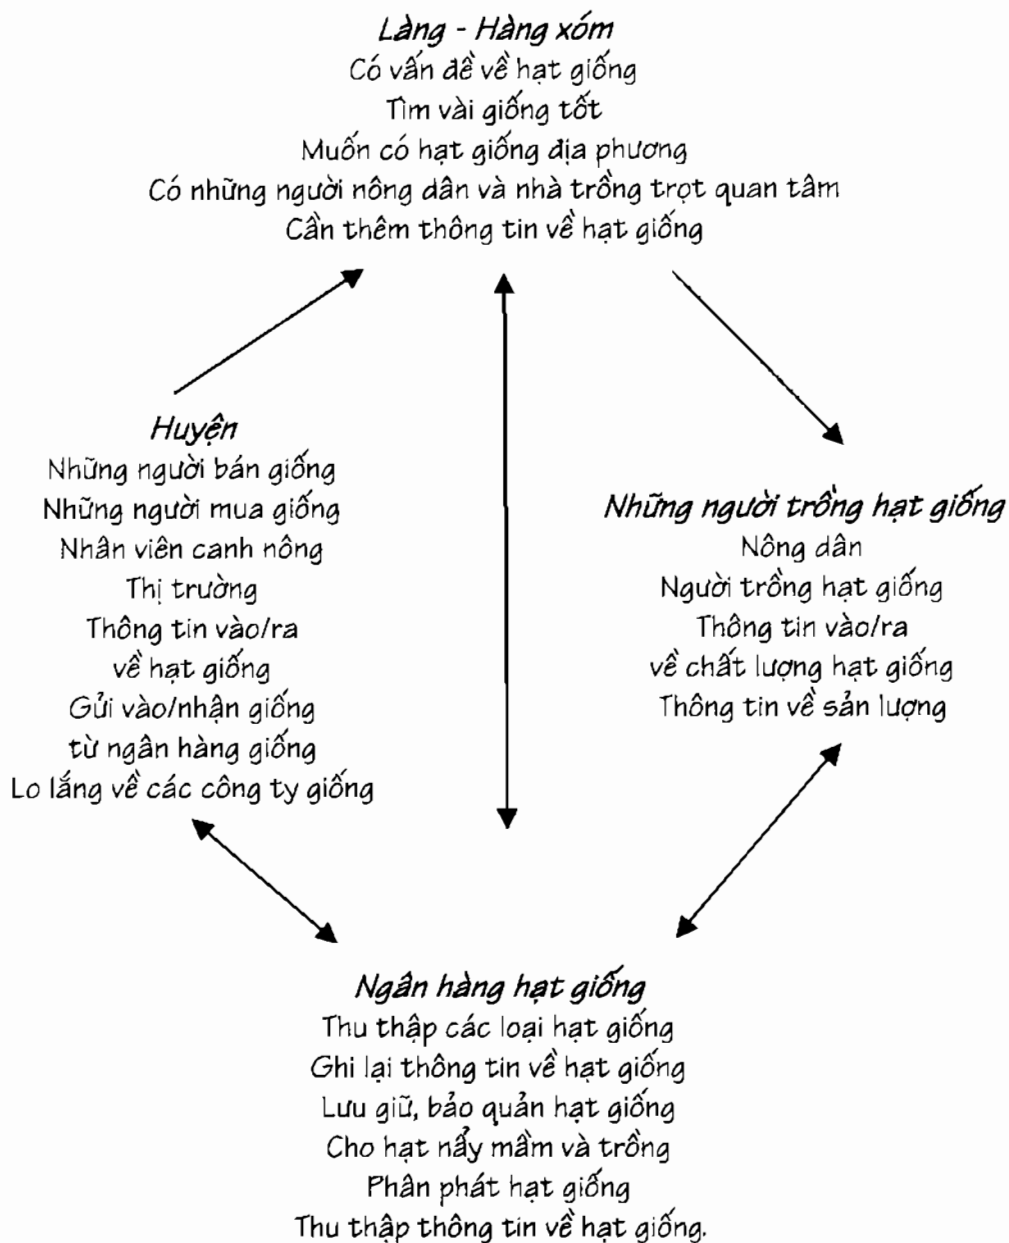 Làng - Hàng xóm
Có vấn đề về hạt giống
Tìm vài giống tốt
Muốn có hạt giống địa phương
Có những người nông dân và nhà trồng trọt quan tâm
Cần thêm thông tin về hạt giống
Huyện
Những người bán giống
Những người mua giống
Nhân viên canh nông
Thị trường
Thông tin vào/ra
về hạt giống
Gửi vào/nhận giống
từ ngân hàng giống
Lo lắng về các công ty giống
Những người trồng hạt giống
Nông dân
Người trồng hạt giống
Thông tin vào/ra
về chất lượng hạt giống
Thông tin về sản lượng
Ngân hàng hạt giống
Thu thập các loại hạt giống
Ghi lại thông tin về hạt giống
Lưu giữ, bảo quản hạt giống
Cho hạt nẩy mầm và trồng
Phân phát hạt giống
Thu thập thông tin về hạt giống.